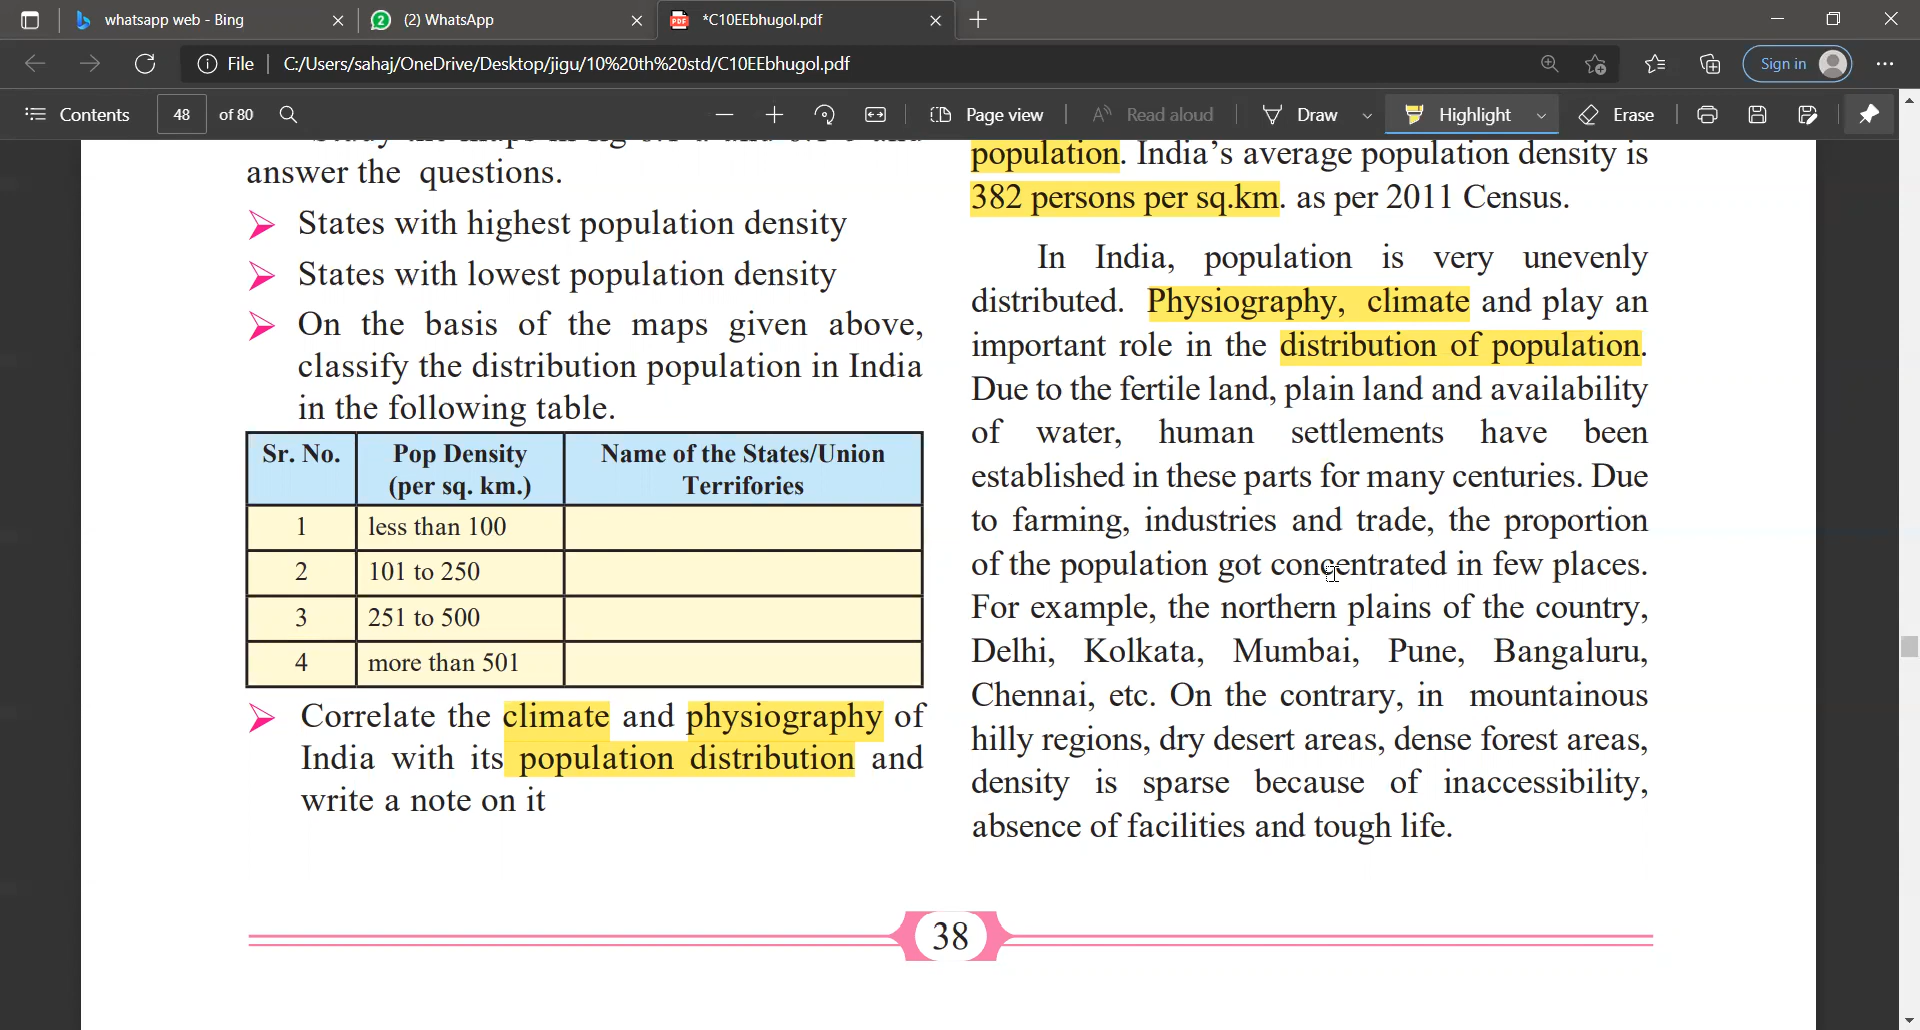 whatsapp web - Bing
(2) WhatsApp
*C10EEbhugol.pdf
File
C:/Users/sahaj/OneDrive/Desktop/jigu/10%20th%20std/C10EEbhugol.pdf
Sign in
Contents
48
of 80
Page view
Read aloud
Draw
Highlight
Erase
answer the questions.
States with highest population density
States with lowest population density
On the basis of the maps given above,
classify the distribution population in India
in the following table.
Sr. No.
Pop Density
(per sq. km.)
Name of the States/Union
Terrifories
1
less than 100
2
101 to 250
3
251 to 500
4
more than 501
Correlate the climate and physiography of
India with its population distribution and
write a note on it
population. India's average population density is
382 persons per sq.km. as per 2011 Census.
In India, population is very unevenly
distributed. Physiography, climate and play an
important role in the distribution of population.
Due to the fertile land, plain land and availability
of water, human settlements have been
established in these parts for many centuries. Due
to farming, industries and trade, the proportion
of the population got concentrated in few places.
For example, the northern plains of the country,
Delhi, Kolkata, Mumbai, Pune, Bangaluru,
Chennai, etc. On the contrary, in mountainous
hilly regions, dry desert areas, dense forest areas,
density is sparse because of inaccessibility,
absence of facilities and tough life.
38